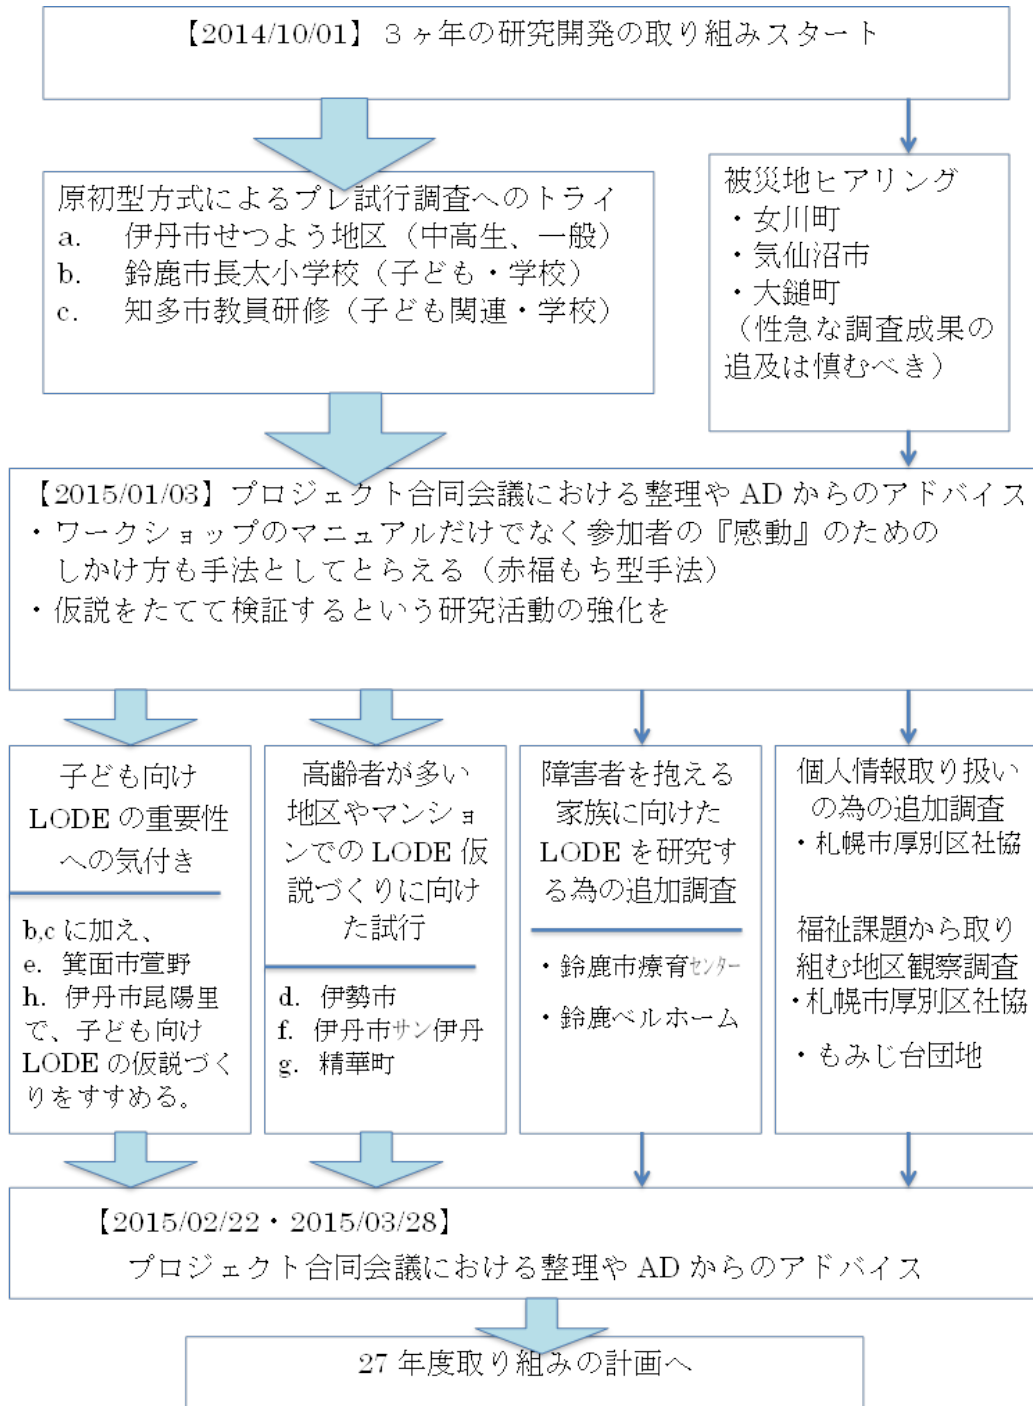 【2014/10/01】３ヶ年の研究開発の取り組みスタート
原初型方式によるプレ試行調査へのトライ
a. 伊丹市せつよう地区（中高生、一般）
b. 鈴鹿市長太小学校（子ども・学校）
c. 知多市教員研修（子ども関連・学校）
被災地ヒアリング
・女川町
・気仙沼市
・大鎚町
（性急な調査成果の
追及は慎むべき）
【2015/01/03】プロジェクト合同会議における整理や AD からのアドバイス
・ワークショップのマニュアルだけでなく参加者の『感動』のための
しかけ方も手法としてとらえる（赤福もち型手法）
・仮説をたてて検証するという研究活動の強化を
子ども向け
LODE の重要性
への気付き
b,c に加え、
e. 箕面市萱野
h. 伊丹市昆陽里
で、子ども向け
LODE の仮説づく
りをすすめる。
高齢者が多い
地区やマンショ
ンでの LODE 仮
説づくりに向け
た試行
d. 伊勢市
f. 伊丹市サン伊丹
g. 精華町
障害者を抱える
家族に向けた
LODE を研究す
る為の追加調査
・鈴鹿市療育センター
・鈴鹿ベルホーム
個人情報取り扱い
の為の追加調査
・札幌市厚別区社協
福祉課題から取り
組む地区観察調査
・札幌市厚別区社協
・もみじ台団地
【2015/02/22・2015/03/28】
プロジェクト合同会議における整理や AD からのアドバイス
27 年度取り組みの計画へ